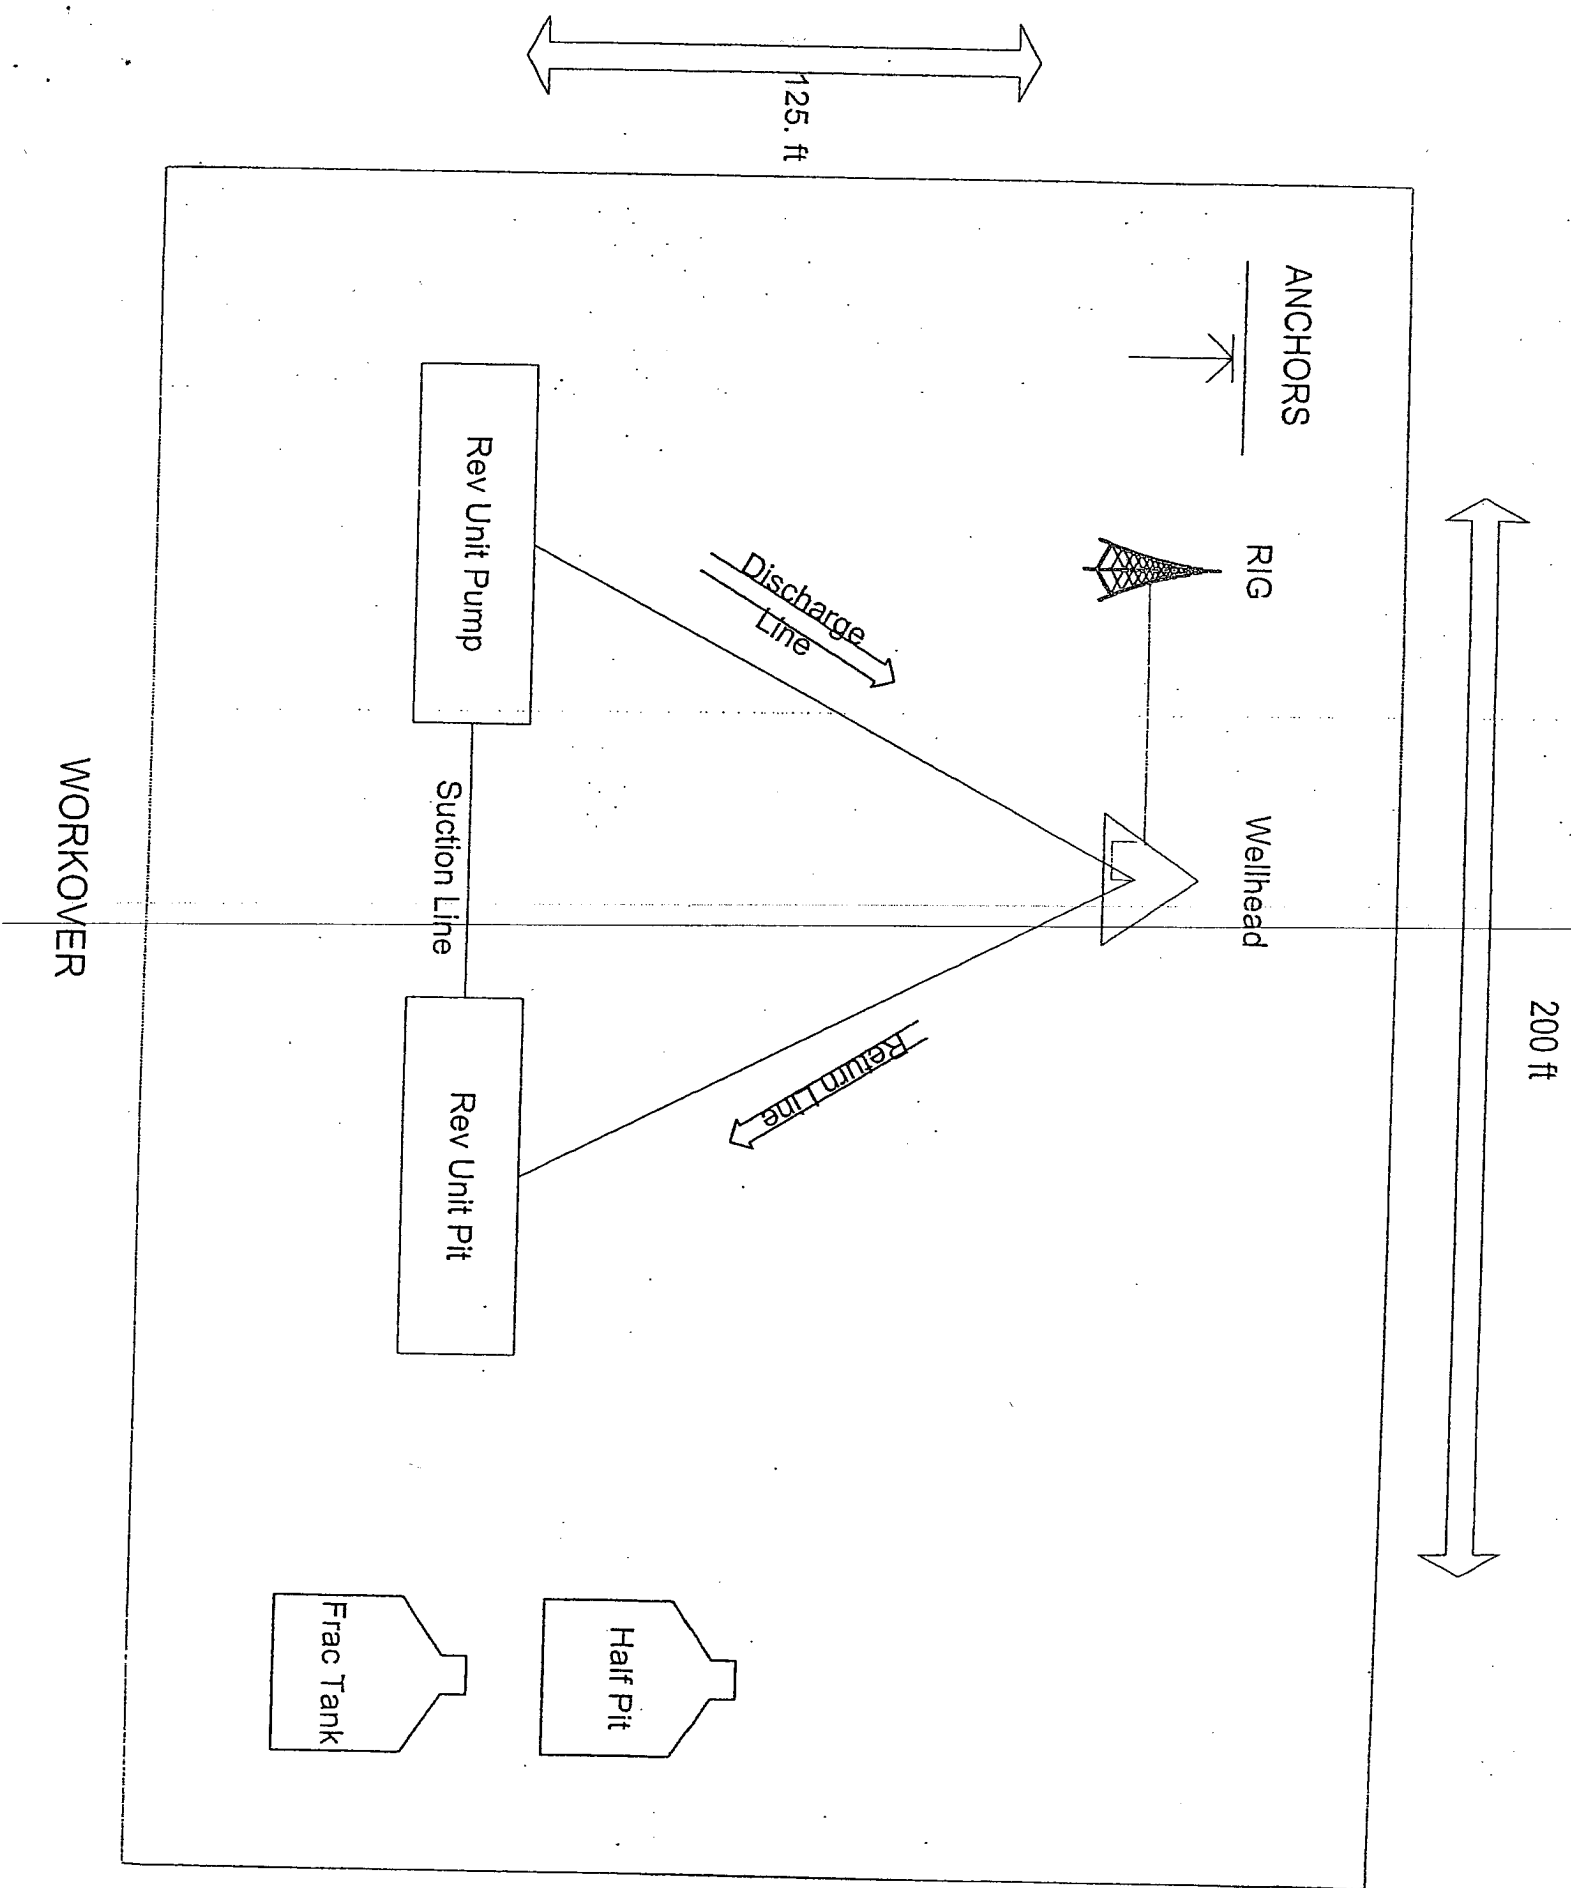 200 ft
125. ft
ANCHORS
RIG
Wellhead
Discharge
Line
Return Line
Rev Unit Pump
Suction Line
Rev Unit Pit
Half Pit
Frac Tank
WORKOVER